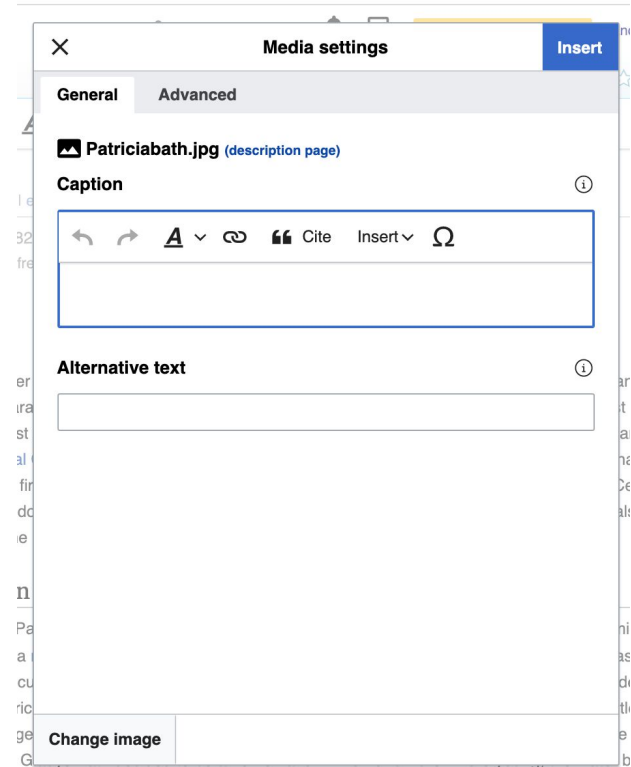 Media settings
Insert
General
Advanced
Patriciabath.jpg (description page)
Caption
Cite
Insert
Ω
Alternative text
Change image